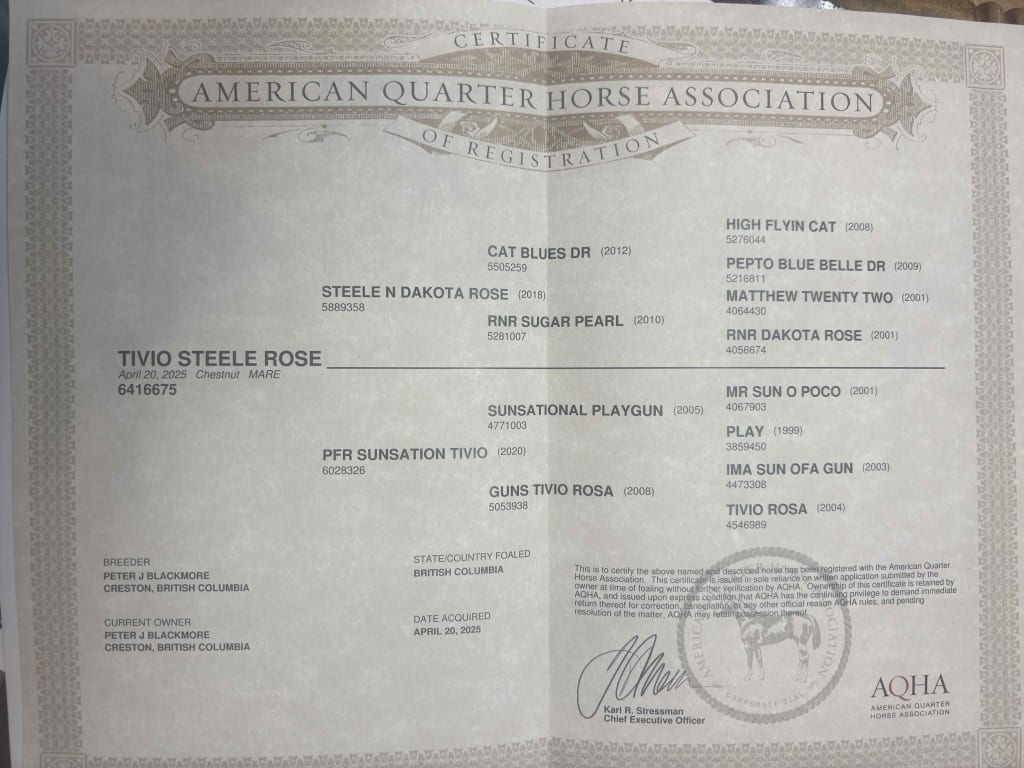 CERTIFICATE
AMERICAN QUARTER HORSE ASSOCIATION
OF REGISTRATION
HIGH FLYIN CAT (2008)
5276044
CAT BLUES DR (2012)
5505259
PEPTO BLUE BELLE DR (2009)
5216811
STEELE N DAKOTA ROSE (2018)
5889358
MATTHEW TWENTY TWO (2001)
4064430
RNR SUGAR PEARL (2010)
5281007
RNR DAKOTA ROSE (2001)
4056674
TIVIO STEELE ROSE
April 20, 2025 Chestnut MARE
6416675
MR SUN O POCO (2001)
4067903
SUNSATIONAL PLAYGUN (2005)
4771003
PLAY (1999)
3859450
PFR SUNSATION TIVIO (2020)
6028326
IMA SUN OFA GUN (2003)
4473308
GUNS TIVIO ROSA (2008)
5053938
TIVIO ROSA (2004)
4546989
BREEDER
PETER J BLACKMORE
CRESTON, BRITISH COLUMBIA
STATE/COUNTRY FOALED
BRITISH COLUMBIA
CURRENT OWNER
PETER J BLACKMORE
CRESTON, BRITISH COLUMBIA
DATE ACQUIRED
APRIL 20, 2025
This is to certify the above named and described horse has been registered with the American Quarter
Horse Association. This certificate is issued in sole reliance on written application submitted by the
owner at time of foaling without further verification by AQHA. Ownership of this certificate is retained by
AQHA, and issued upon express condition that AQHA has the continuing privilege to demand immediate
return thereof for correction, cancellation or any other official reason AQHA rules, and pending
resolution of the matter, AQHA may retain possession thereof.
Karl R. Stressman
Chief Executive Officer
CORPORATE SEAL
AQHA
AMERICAN QUARTER
HORSE ASSOCIATION